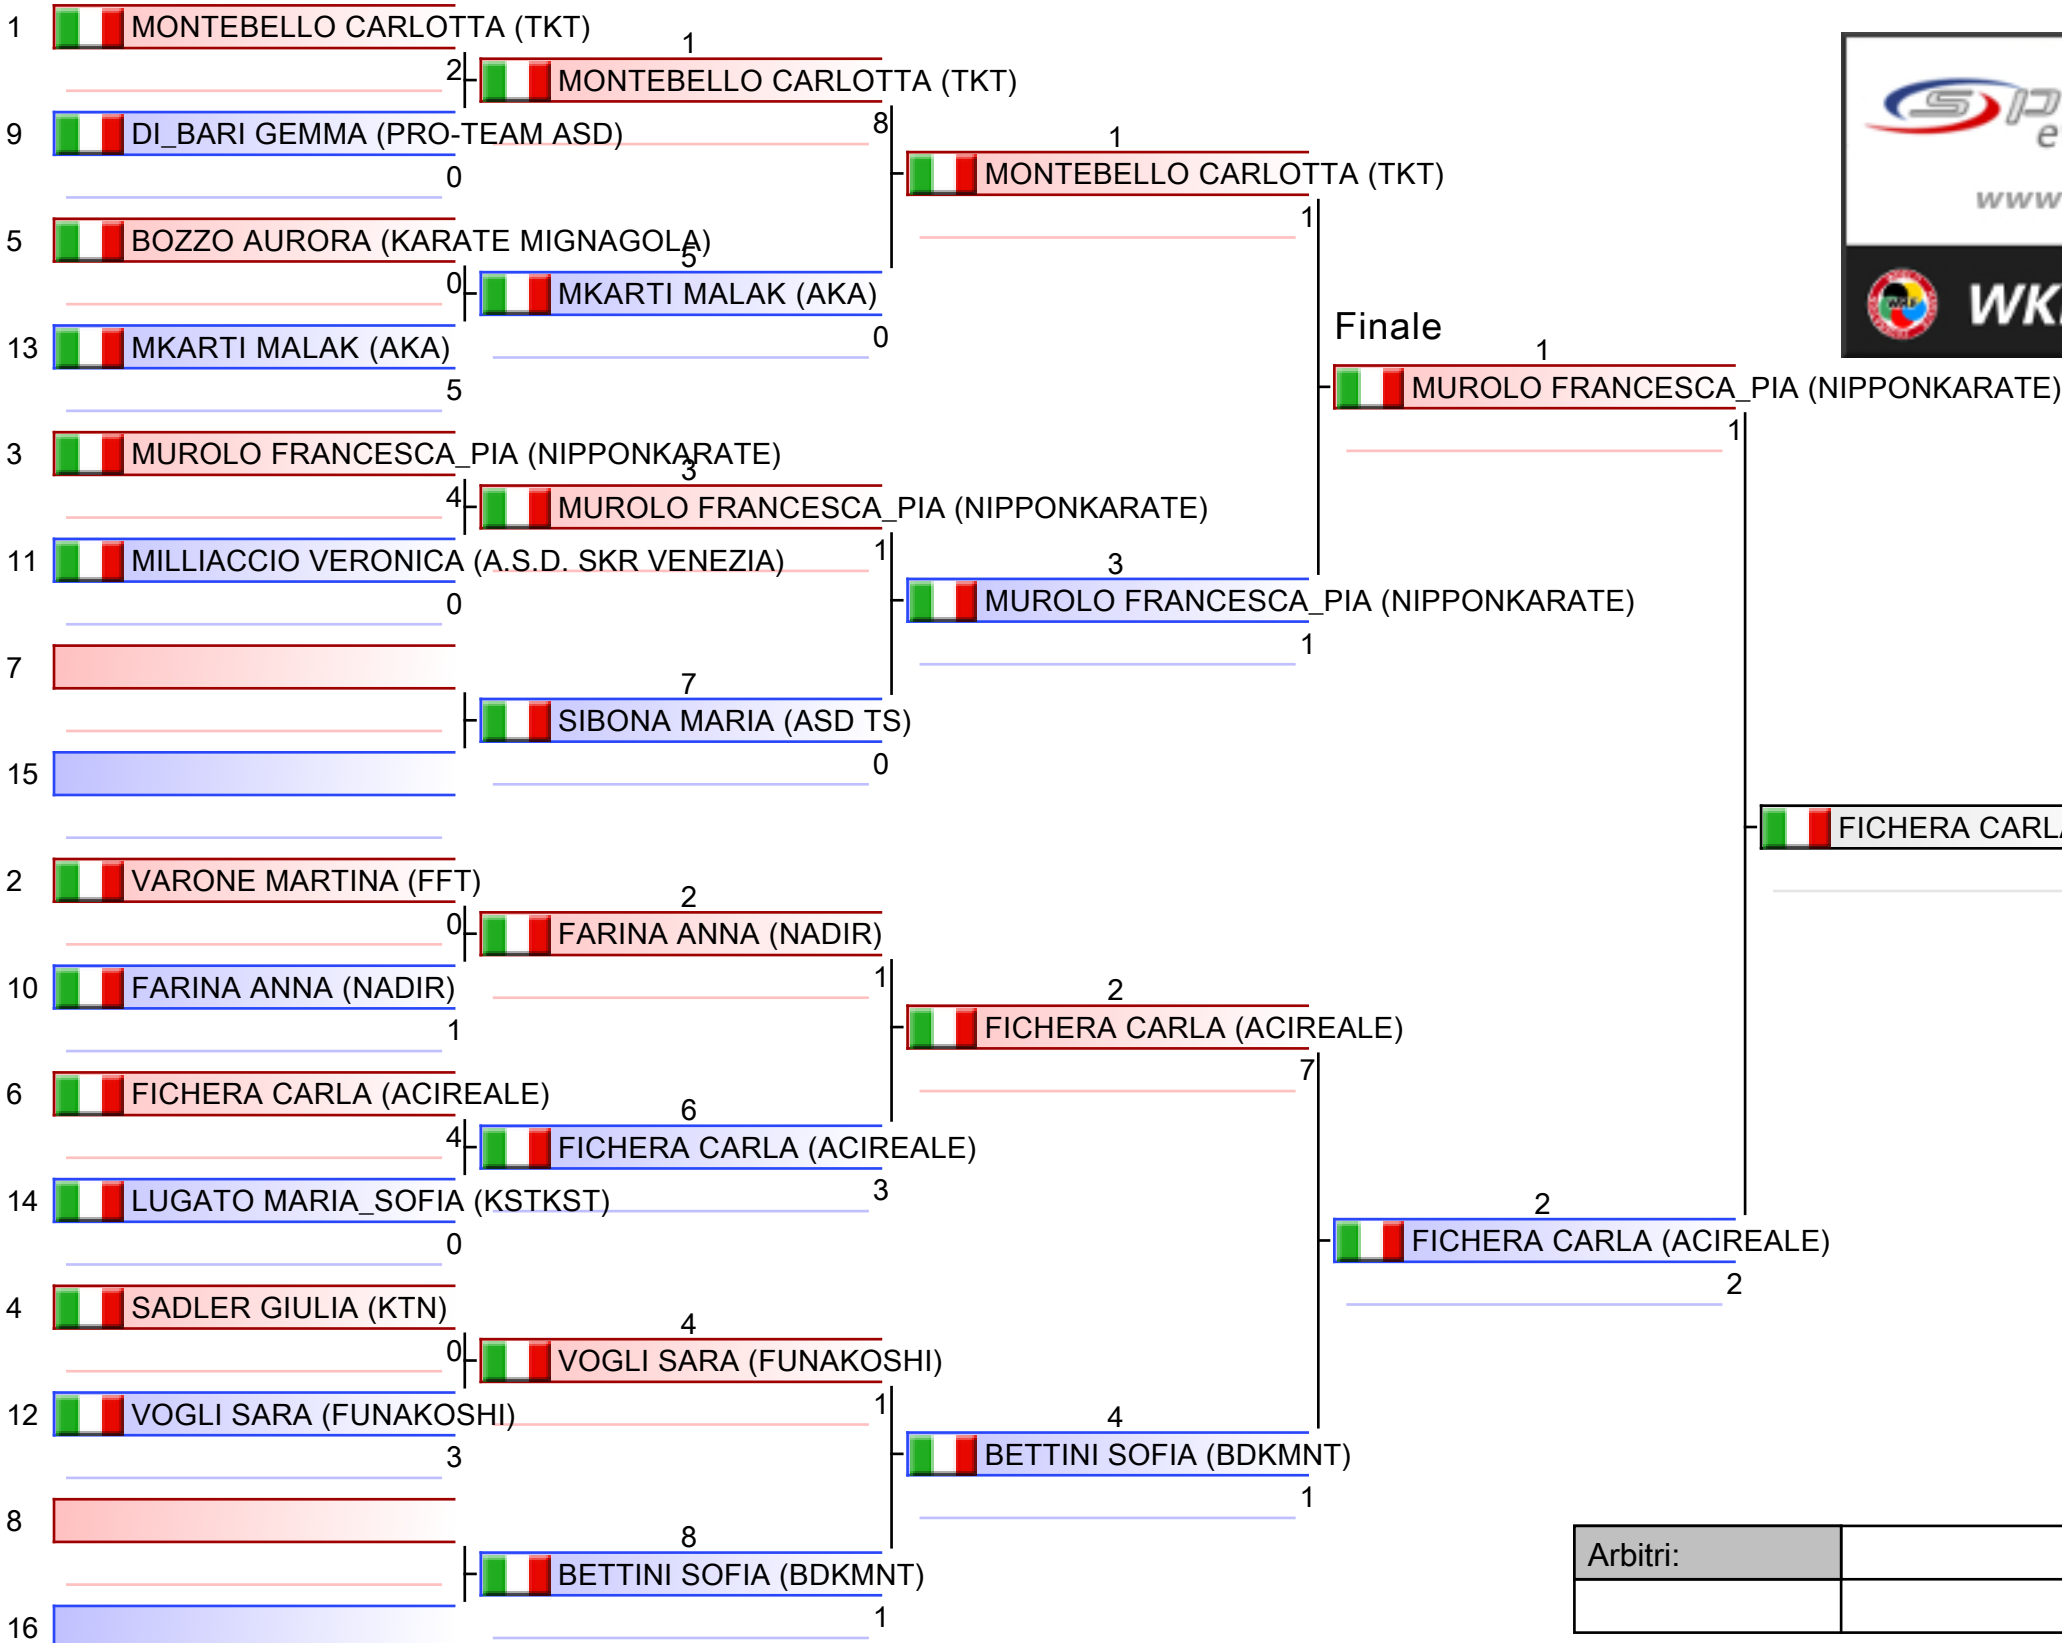 1 MONTEBELLO CARLOTTA (TKT)
2
9 DI_BARI GEMMA (PRO-TEAM ASD)
0
5 BOZZO AURORA (KARATE MIGNAGOLA)
0
13 MKARTI MALAK (AKA)
5
3 MUROLO FRANCESCA_PIA (NIPPONKARATE)
4
11 MILLIACCIO VERONICA (A.S.D. SKR VENEZIA)
0
7
15
2 VARONE MARTINA (FFT)
0
10 FARINA ANNA (NADIR)
1
6 FICHERA CARLA (ACIREALE)
4
14 LUGATO MARIA_SOFIA (KSTKST)
0
4 SADLER GIULIA (KTN)
0
12 VOGLI SARA (FUNAKOSHI)
3
8
16
1
MONTEBELLO CARLOTTA (TKT)
8
5
MKARTI MALAK (AKA)
0
3
MUROLO FRANCESCA_PIA (NIPPONKARATE)
1
7
SIBONA MARIA (ASD TS)
0
2
FARINA ANNA (NADIR)
1
6
FICHERA CARLA (ACIREALE)
3
4
VOGLI SARA (FUNAKOSHI)
1
8
BETTINI SOFIA (BDKMNT)
1
1
MONTEBELLO CARLOTTA (TKT)
1
3
MUROLO FRANCESCA_PIA (NIPPONKARATE)
1
2
FICHERA CARLA (ACIREALE)
7
4
BETTINI SOFIA (BDKMNT)
1
Finale
1
MUROLO FRANCESCA_PIA (NIPPONKARATE)
1
2
FICHERA CARLA (ACIREALE)
2
FICHERA CARLA
www
Arbitri: